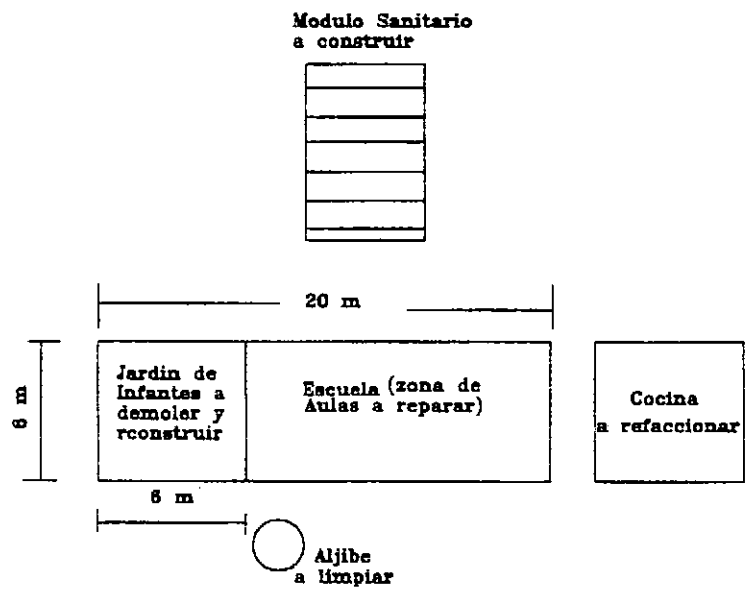 Modulo Sanitario
a construir
20 m
6 m
Jardin de
Infantes a
demoler y
rconstruir
Escuela (zona de
Aulas a reparar)
Cocina
a refaccionar
6 m
Aljibe
a limpiar